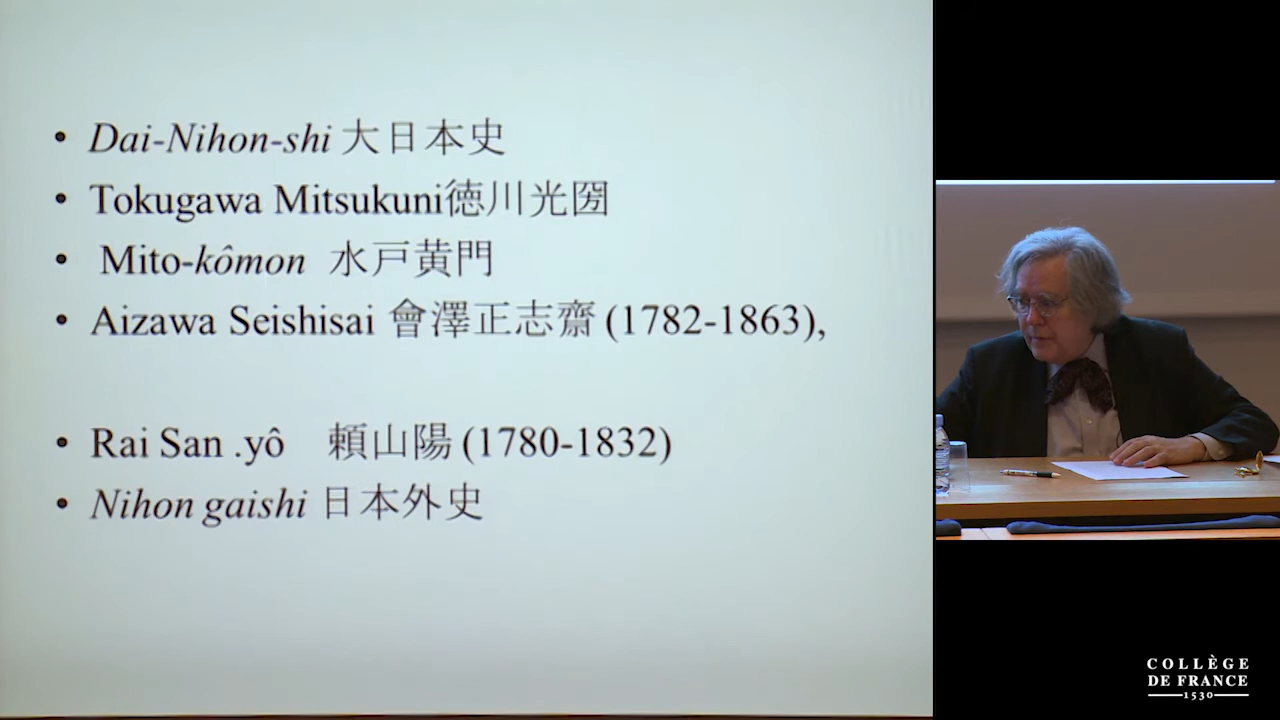 • Dai-Nihon-shi 大日本史
• Tokugawa Mitsukuni徳川光圀
• Mito-kômon 水戸黄門
• Aizawa Seishisai 會澤正志齋 (1782-1863),
• Rai San .yô 頼山陽 (1780-1832)
• Nihon gaishi 日本外史
COLLÈGE
DE FRANCE
1530